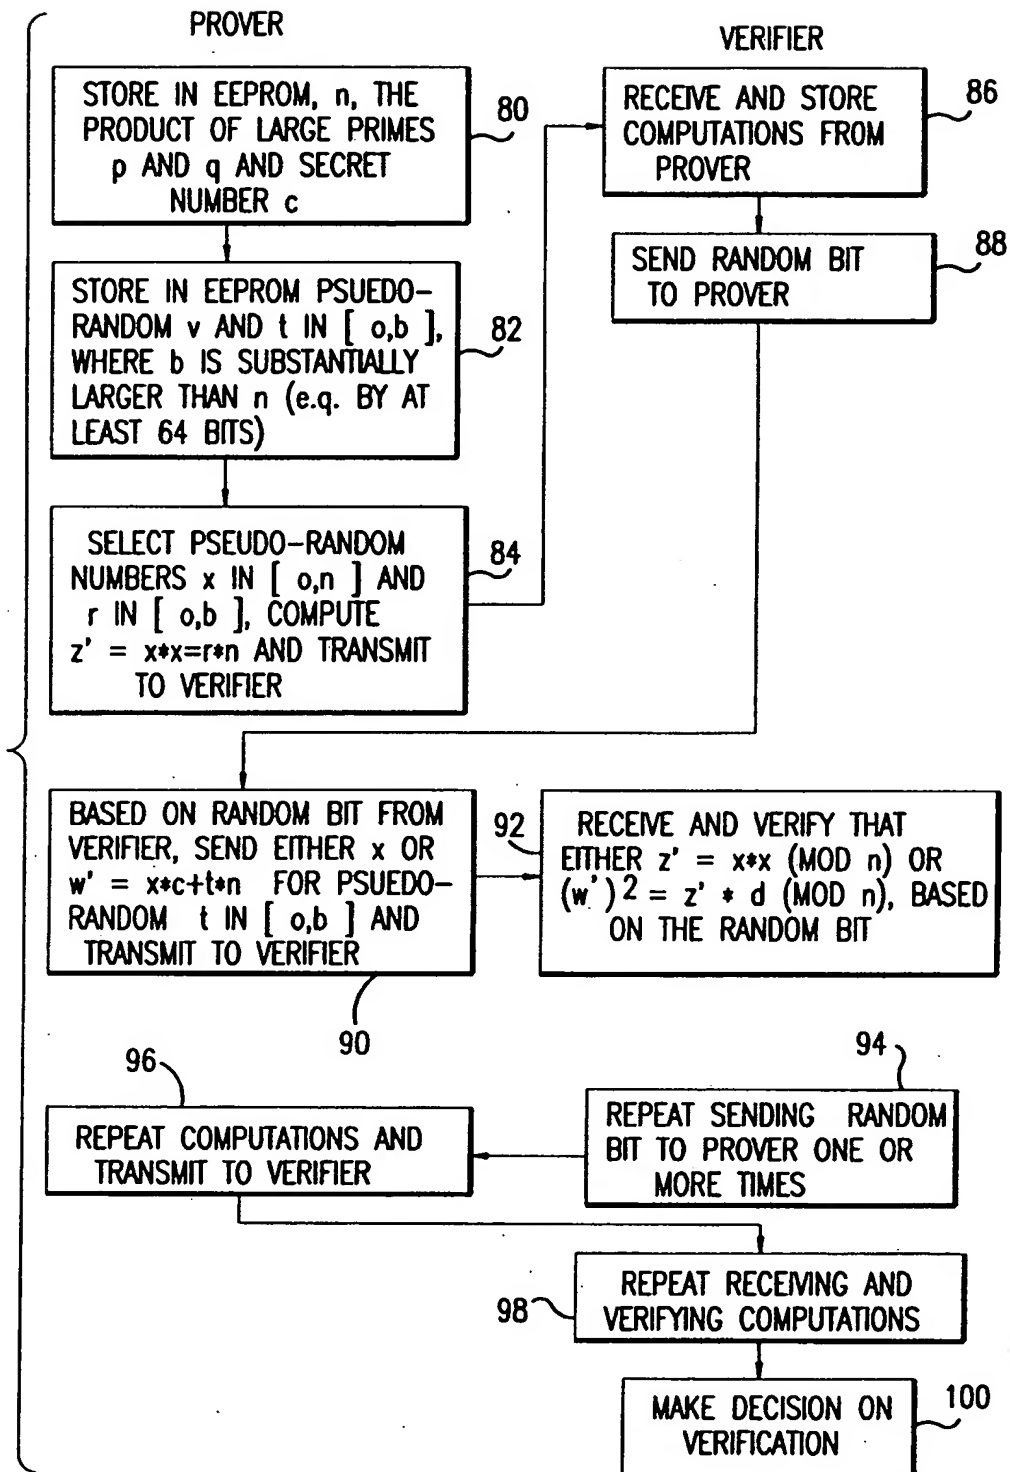 PROVER
STORE IN EEPROM, n, THE
PRODUCT OF LARGE PRIMES
p AND q AND SECRET
NUMBER c
80
STORE IN EEPROM PSUEDO-
RANDOM v AND t IN [ o,b ],
WHERE b IS SUBSTANTIALLY
LARGER THAN n (e.q. BY AT
LEAST 64 BITS)
82
SELECT PSEUDO-RANDOM
NUMBERS x IN [ o,n ] AND
r IN [ o,b ], COMPUTE
z' = x*x=r*n AND TRANSMIT
TO VERIFIER
84
VERIFIER
RECEIVE AND STORE
COMPUTATIONS FROM
PROVER
86
SEND RANDOM BIT
TO PROVER
88
BASED ON RANDOM BIT FROM
VERIFIER, SEND EITHER x OR
w' = x*c+t*n FOR PSUEDO-
RANDOM t IN [ o,b ] AND
TRANSMIT TO VERIFIER
90
92
RECEIVE AND VERIFY THAT
EITHER z' = x*x (MOD n) OR
(w')2 = z' * d (MOD n), BASED
ON THE RANDOM BIT
94
REPEAT SENDING RANDOM
BIT TO PROVER ONE OR
MORE TIMES
96
REPEAT COMPUTATIONS AND
TRANSMIT TO VERIFIER
98
REPEAT RECEIVING AND
VERIFYING COMPUTATIONS
MAKE DECISION ON
VERIFICATION
100